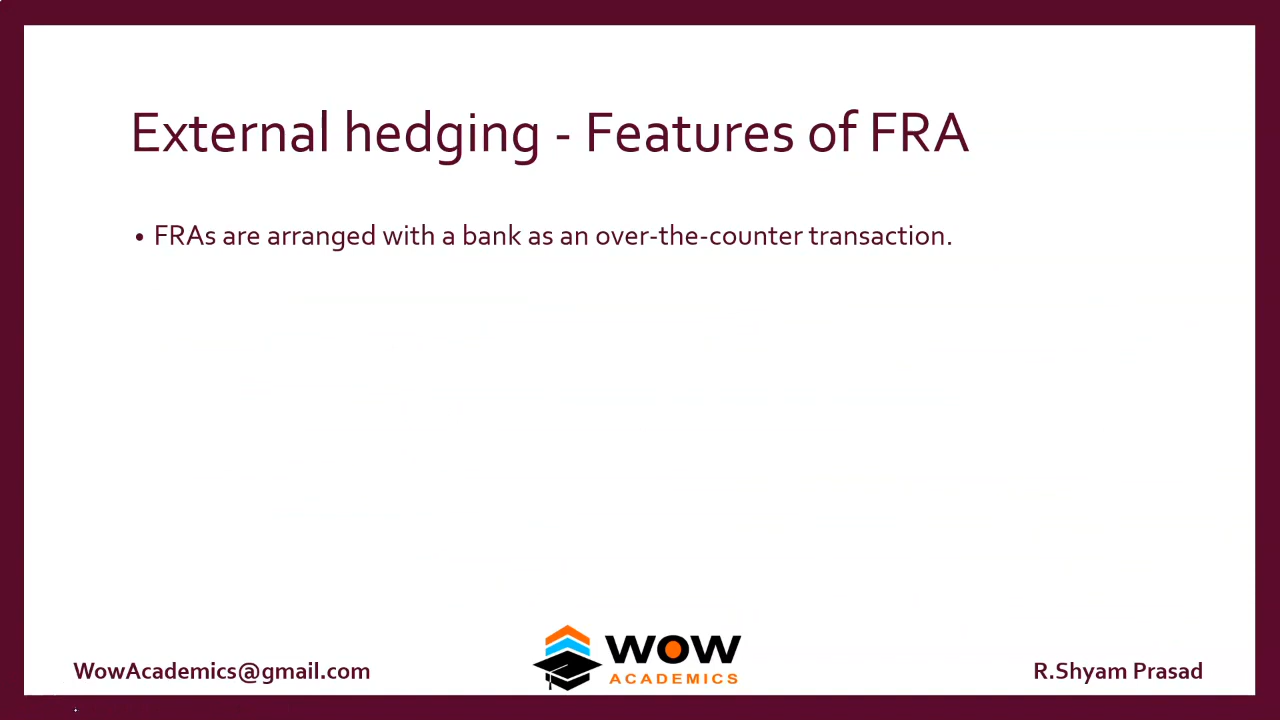 External hedging - Features of FRA
• FRAs are arranged with a bank as an over-the-counter transaction.
WowAcademics@gmail.com
WOW
ACADEMICS
R.Shyam Prasad